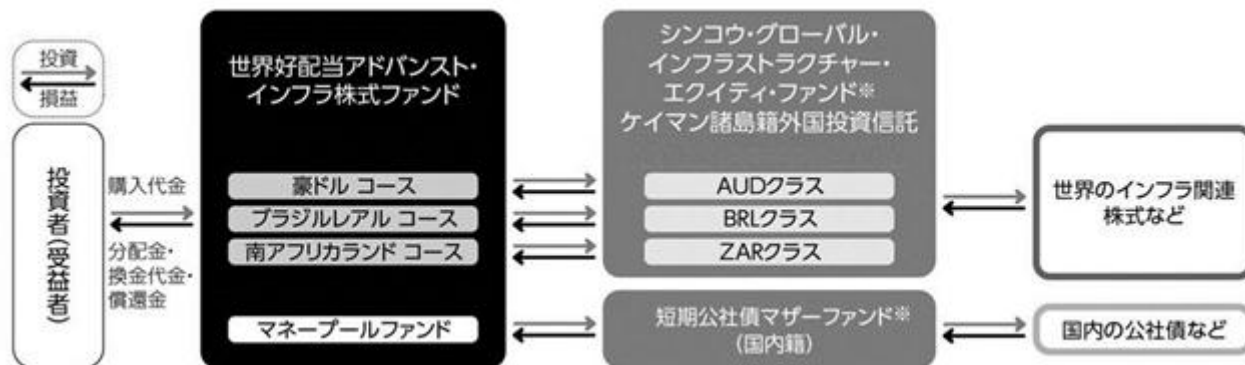 投資
損益
投資者(受益者)
購入代金
分配金・
換金代金・
償還金
世界好配当アドバンスト・
インフラ株式ファンド
豪ドル コース
ブラジルレアル コース
南アフリカランド コース
マネープールファンド
シンコウ・グローバル・
インフラストラクチャー・
エクイティ・ファンド※
ケイマン諸島籍外国投資信託
AUDクラス
BRLクラス
ZARクラス
短期公社債マザーファンド※
(国内籍)
世界のインフラ関連
株式など
国内の公社債など